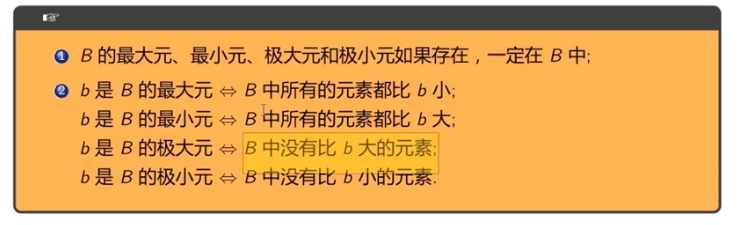 1 B 的最大元、最小元、极大元和极小元如果存在，一定在 B 中;
2 b 是 B 的最大元 ⇔ B 中所有的元素都比 b 小;
b 是 B 的最小元 ⇔ B 中所有的元素都比 b 大;
b 是 B 的极大元 ⇔ B 中没有比 b 大的元素;
b 是 B 的极小元 ⇔ B 中没有比 b 小的元素.